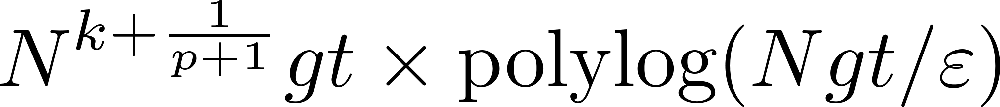 $N^{k+\frac{1}{p+1}} gt \times \mathrm{polylog}(Ngt/\varepsilon)$